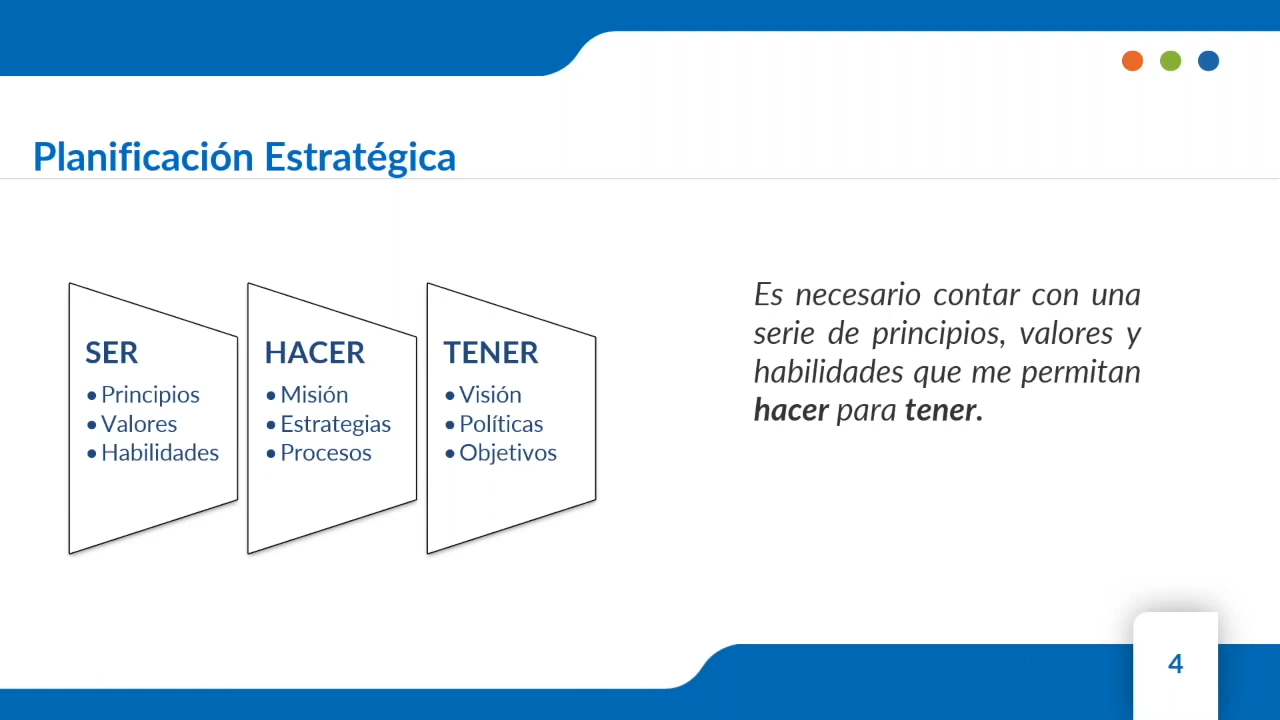 Planificación Estratégica
SER
• Principios
• Valores
• Habilidades
HACER
• Misión
• Estrategias
• Procesos
TENER
• Visión
• Políticas
• Objetivos
Es necesario contar con una
serie de principios, valores y
habilidades que me permitan
hacer para tener.
4